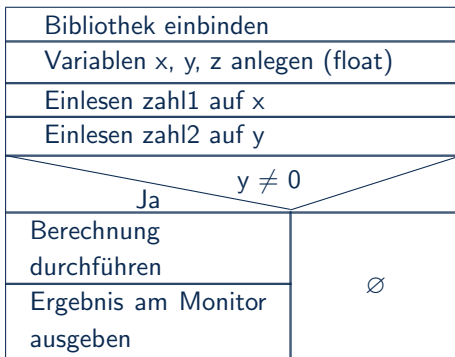 Bibliothek einbinden
Variablen x, y, z anlegen (float)
Einlesen zahl1 auf x
Einlesen zahl2 auf y
y ≠ 0
Ja
Berechnung
durchführen
Ergebnis am Monitor
ausgeben
∅